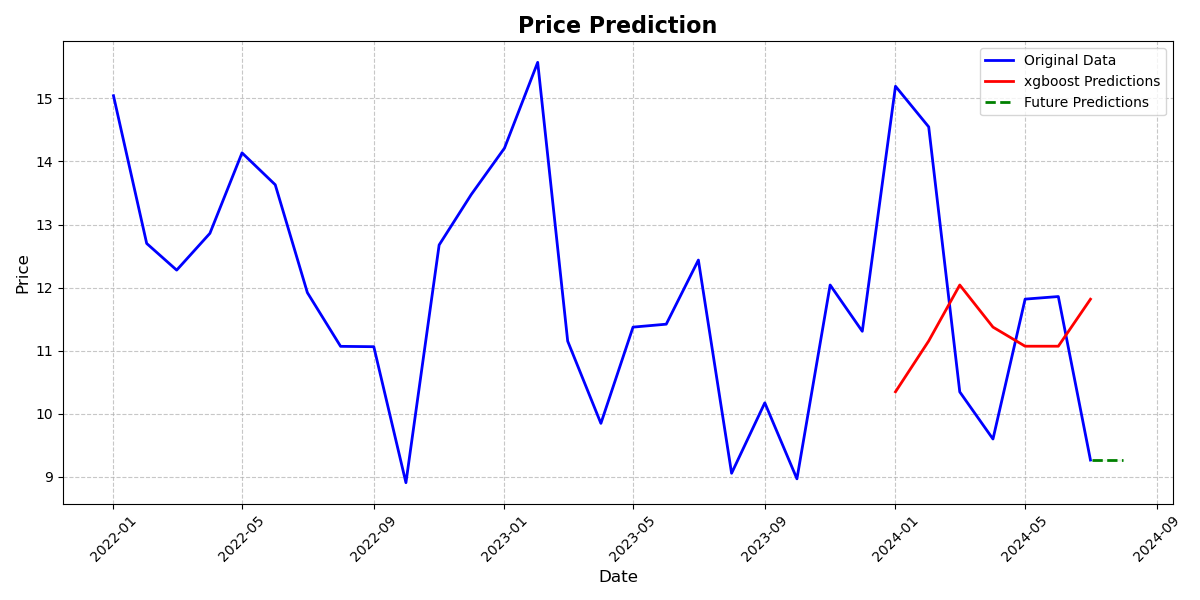 Price Prediction
Original Data
xgboost Predictions
Future Predictions
Price
15
14
13
12
11
10
9
2022-01
2022-05
2022-09
2023-01
2023-05
2023-09
2024-01
2024-05
2024-09
Date